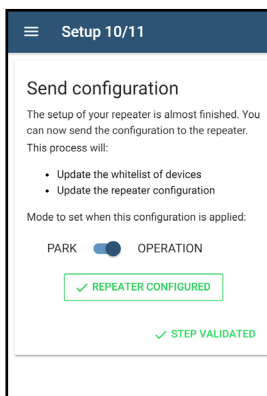 Setup 10/11
Send configuration
The setup of your repeater is almost finished. You
can now send the configuration to the repeater.
This process will:
• Update the whitelist of devices
• Update the repeater configuration
Mode to set when this configuration is applied:
PARK OPERATION
✓ REPEATER CONFIGURED
✓ STEP VALIDATED